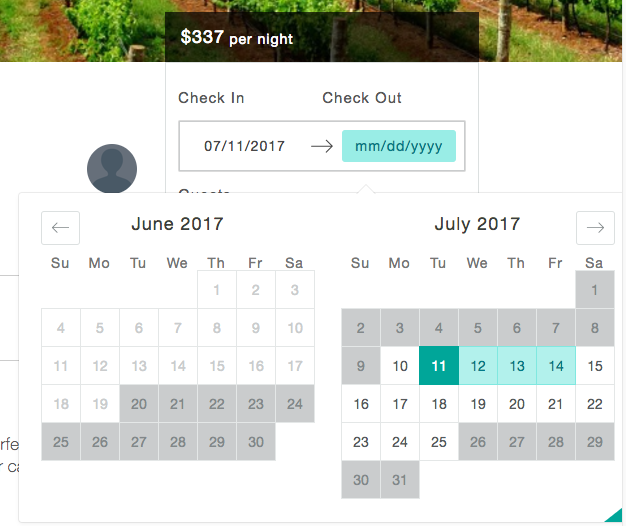 $337 per night
Check In Check Out
07/11/2017 → mm/dd/yyyy
Guests
← June 2017
Su Mo Tu We Th Fr Sa
1 2 3
4 5 6 7 8 9 10
11 12 13 14 15 16 17
18 19 20 21 22 23 24
25 26 27 28 29 30
July 2017 →
Su Mo Tu We Th Fr Sa
1
2 3 4 5 6 7 8
9 10 11 12 13 14 15
16 17 18 19 20 21 22
23 24 25 26 27 28 29
30 31